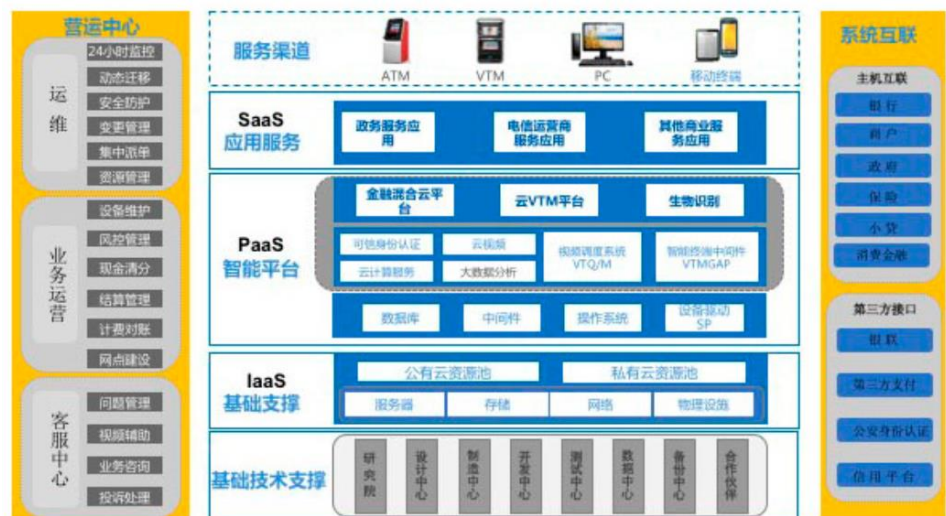 营运中心
运维
24小时监控
动态迁移
安全防护
变更管理
集中派单
资源管理
业务运营
设备维护
风控管理
现金清分
结算管理
计费对账
网点建设
客服中心
问题管理
视频辅助
业务咨询
投诉处理
服务渠道
ATM
VTM
PC
移动终端
SaaS
应用服务
政务服务应
用
电信运营商
服务应用
其他商业服
务应用
PaaS
智能平台
金融混合云平
台
云VTM平台
生物识别
可信身份认证
云视频
云计算服务
大数据分析
视频调度系统
VTQ/M
智能终端中间件
VTMGAP
数据库
中间件
操作系统
设备驱动
SP
IaaS
基础支撑
公有云资源池
私有云资源池
服务器
存储
网络
物理设施
基础技术支撑
研究院
设计中心
制造中心
开发中心
测试中心
数据中心
备份中心
合作伙伴
系统互联
主机互联
银行
商户
政府
保险
小贷
消费金融
第三方接口
银联
第三方支付
公安身份认证
信用平台